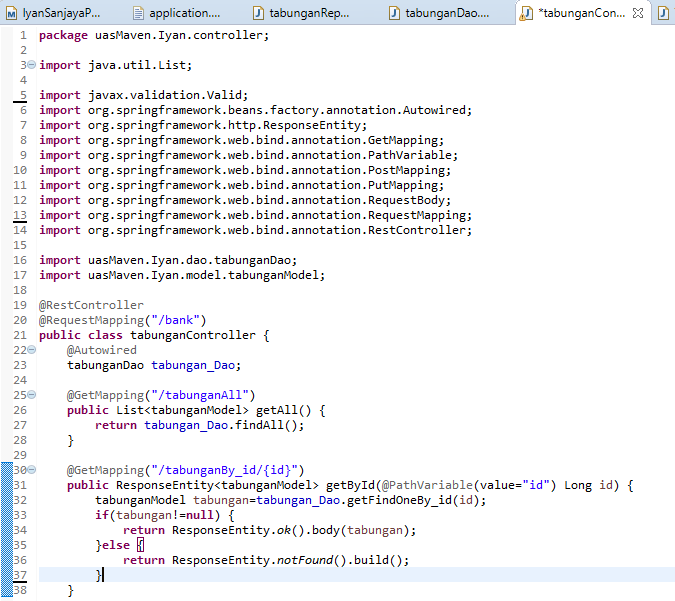 IyanSanjayaP...
application....
tabunganRep...
tabunganDao....
*tabunganCon...
1 package uasMaven.Iyan.controller;
2
3 import java.util.List;
4
5 import javax.validation.Valid;
6 import org.springframework.beans.factory.annotation.Autowired;
7 import org.springframework.http.ResponseEntity;
8 import org.springframework.web.bind.annotation.GetMapping;
9 import org.springframework.web.bind.annotation.PathVariable;
10 import org.springframework.web.bind.annotation.PostMapping;
11 import org.springframework.web.bind.annotation.PutMapping;
12 import org.springframework.web.bind.annotation.RequestBody;
13 import org.springframework.web.bind.annotation.RequestMapping;
14 import org.springframework.web.bind.annotation.RestController;
15
16 import uasMaven.Iyan.dao.tabunganDao;
17 import uasMaven.Iyan.model.tabunganModel;
18
19 @RestController
20 @RequestMapping("/bank")
21 public class tabunganController {
22 @Autowired
23 tabunganDao tabungan_Dao;
24
25 @GetMapping("/tabunganAll")
26 public List<tabunganModel> getAll() {
27 return tabungan_Dao.findAll();
28 }
29
30 @GetMapping("/tabunganBy_id/{id}")
31 public ResponseEntity<tabunganModel> getById(@PathVariable(value="id") Long id) {
32 tabunganModel tabungan=tabungan_Dao.getFindOneBy_id(id);
33 if(tabungan!=null) {
34 return ResponseEntity.ok().body(tabungan);
35 }else {
36 return ResponseEntity.notFound().build();
37 }
38 }